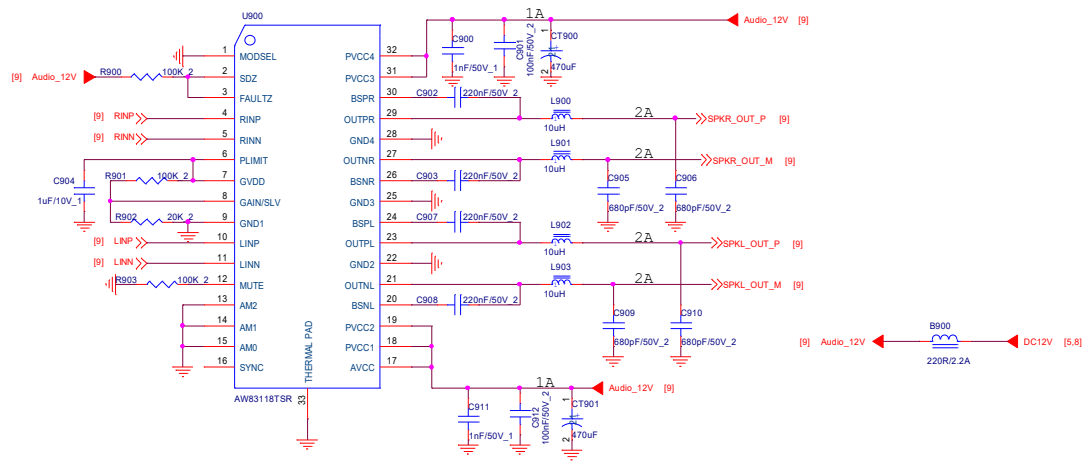 U900
1 MODSEL PVCC4 32
2 SDZ PVCC3 31
3 FAULTZ BSPR 30
4 RINP OUTPR 29
5 RINN GND4 28
6 PLIMIT OUTNR 27
7 GVDD BSNR 26
8 GAIN/SLV GND3 25
9 GND1 BSPL 24
10 LINP OUTPL 23
11 LINN GND2 22
12 MUTE OUTNL 21
13 AM2 BSNL 20
14 AM1 PVCC2 19
15 AM0 PVCC1 18
16 SYNC AVCC 17
THERMAL PAD
33
AW83118TSR
[9] Audio_12V
R900
100K_2
[9] RINP
[9] RINN
C904
1uF/10V_1
R901
100K_2
R902
20K_2
[9] LINP
[9] LINN
R903
100K_2
1A
Audio_12V [9]
C900
1nF/50V_1
C901
100nF/50V_2
CT900
1
2
470uF
C902
220nF/50V_2
L900
10uH
2A
SPKR_OUT_P [9]
L901
10uH
2A
SPKR_OUT_M [9]
C903
220nF/50V_2
C905
680pF/50V_2
C906
680pF/50V_2
C907
220nF/50V_2
L902
10uH
2A
SPKL_OUT_P [9]
L903
10uH
2A
SPKL_OUT_M [9]
C908
220nF/50V_2
C909
680pF/50V_2
C910
680pF/50V_2
1A
Audio_12V [9]
C911
1nF/50V_1
C912
100nF/50V_2
CT901
1
2
470uF
[9] Audio_12V
B900
220R/2.2A
DC12V [5,8]